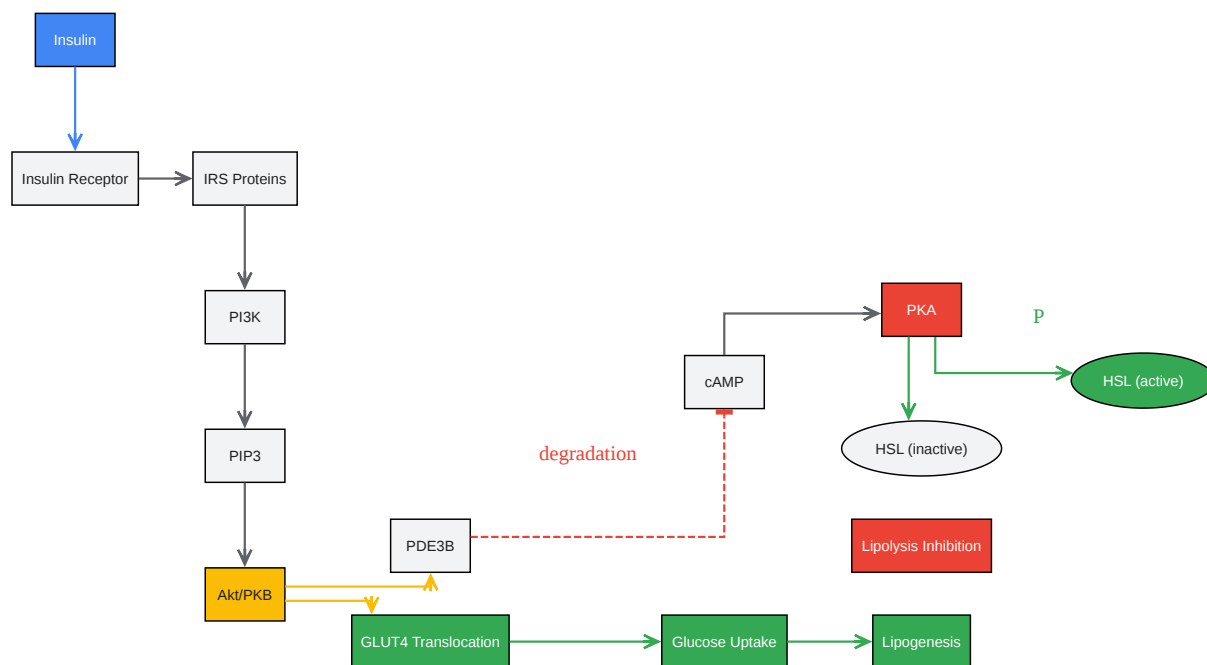 Insulin
Insulin Receptor
IRS Proteins
PI3K
PKA
P
cAMP
HSL (active)
HSL (inactive)
PIP3
degradation
PDE3B
Lipolysis Inhibition
Akt/PKB
GLUT4 Translocation
Glucose Uptake
Lipogenesis